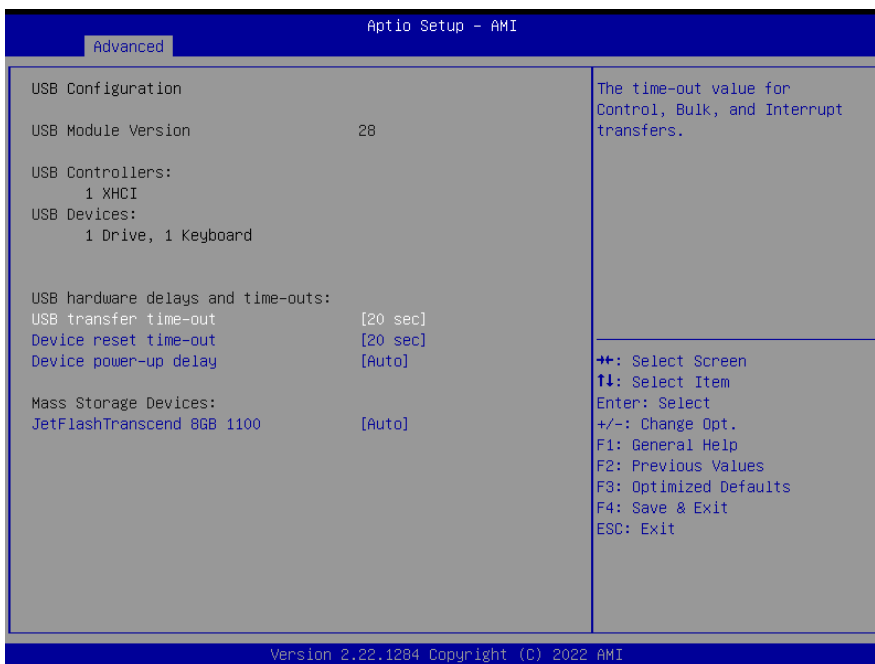 Aptio Setup – AMI
Advanced
USB Configuration
USB Module Version 28
USB Controllers:
1 XHCI
USB Devices:
1 Drive, 1 Keyboard
USB hardware delays and time-outs:
USB transfer time-out [20 sec]
Device reset time-out [20 sec]
Device power-up delay [Auto]
Mass Storage Devices:
JetFlashTranscend 8GB 1100 [Auto]
The time-out value for
Control, Bulk, and Interrupt
transfers.
→←: Select Screen
↑↓: Select Item
Enter: Select
+/-: Change Opt.
F1: General Help
F2: Previous Values
F3: Optimized Defaults
F4: Save & Exit
ESC: Exit
Version 2.22.1284 Copyright (C) 2022 AMI